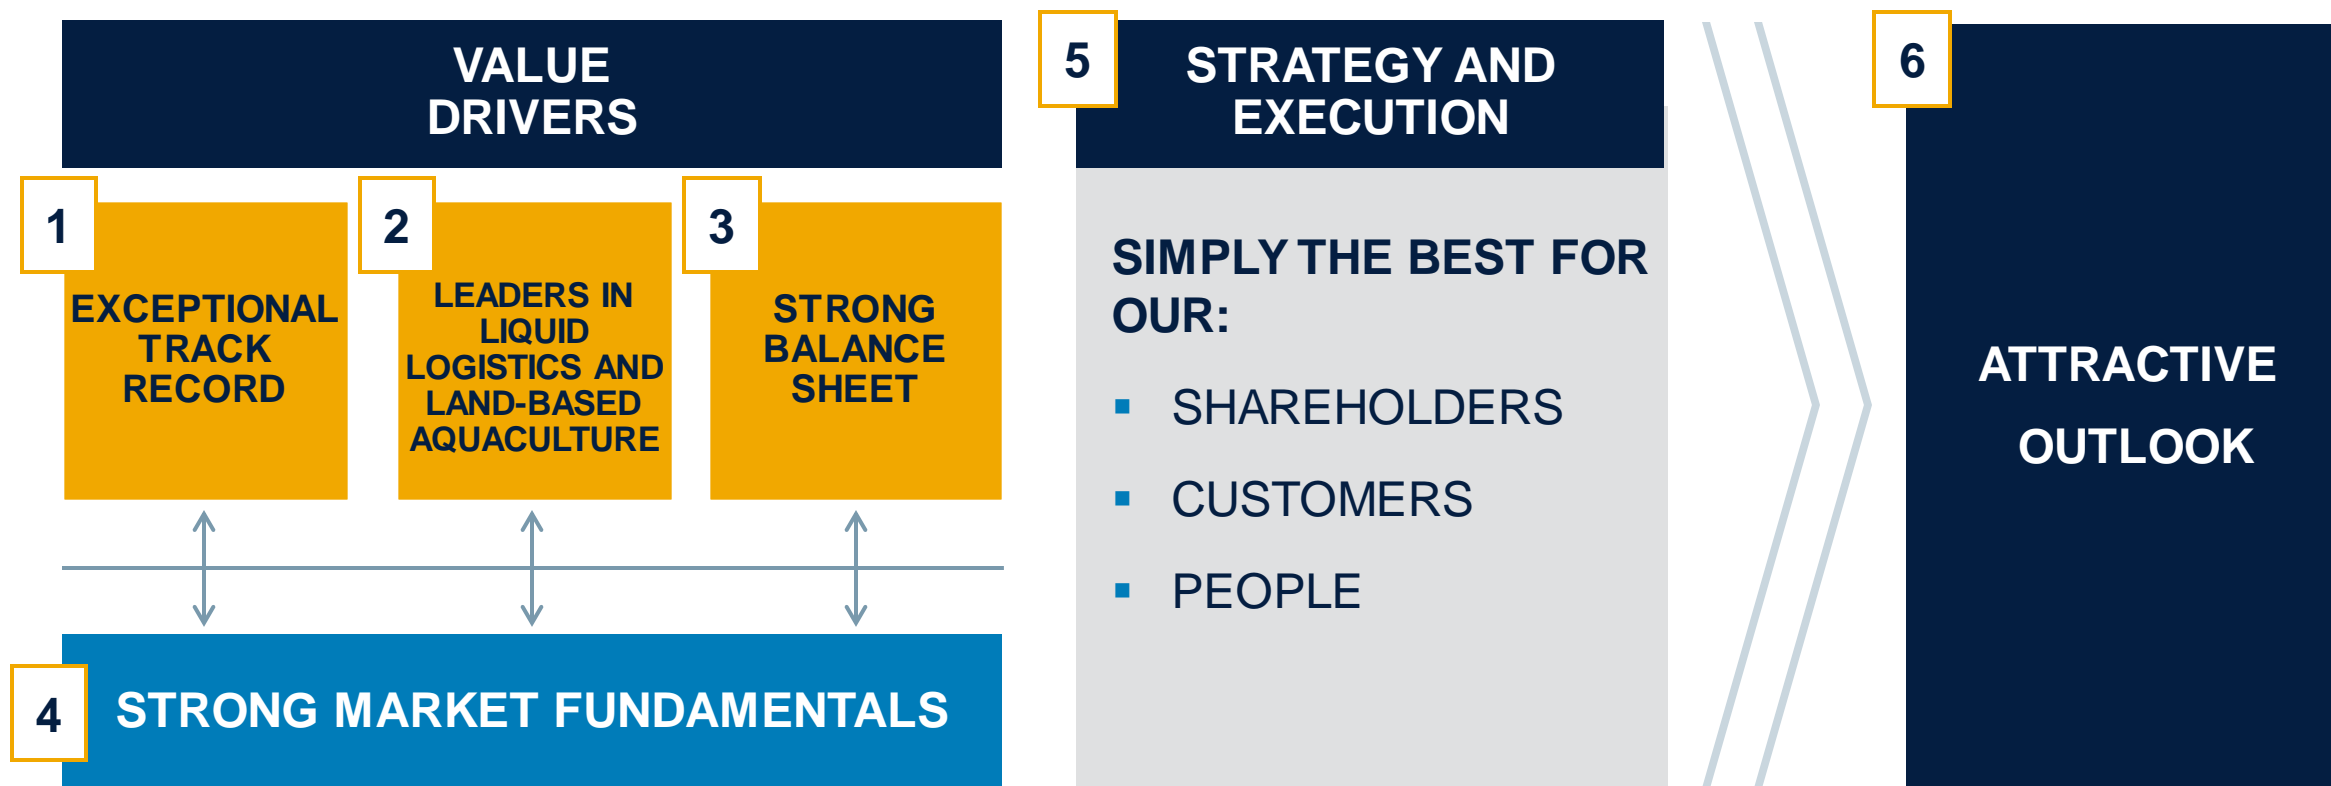 VALUE
DRIVERS
1
EXCEPTIONAL
TRACK
RECORD
2
LEADERS IN
LIQUID
LOGISTICS AND
LAND-BASED
AQUACULTURE
3
STRONG
BALANCE
SHEET
4
STRONG MARKET FUNDAMENTALS
5
STRATEGY AND
EXECUTION
SIMPLY THE BEST FOR
OUR:
▪ SHAREHOLDERS
▪ CUSTOMERS
▪ PEOPLE
6
ATTRACTIVE
OUTLOOK